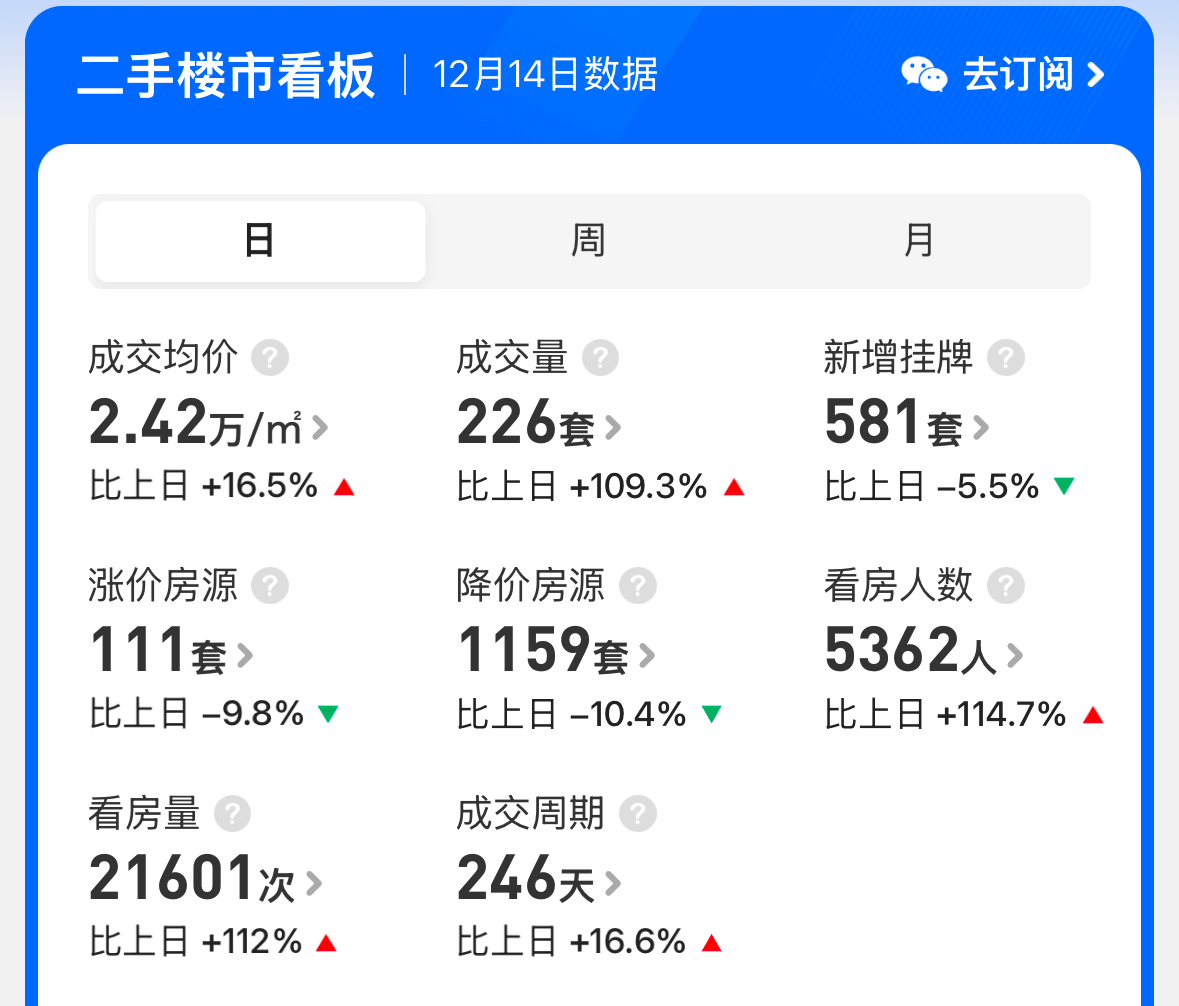 二手楼市看板 12月14日数据 去订阅
日 周 月
成交均价 ? 成交量 ? 新增挂牌 ?
2.42万/㎡ 226套 581套
比上日 +16.5% 比上日 +109.3% 比上日 –5.5%
涨价房源 ? 降价房源 ? 看房人数 ?
111套 1159套 5362人
比上日 –9.8% 比上日 –10.4% 比上日 +114.7%
看房量 ? 成交周期 ?
21601次 246天
比上日 +112% 比上日 +16.6%